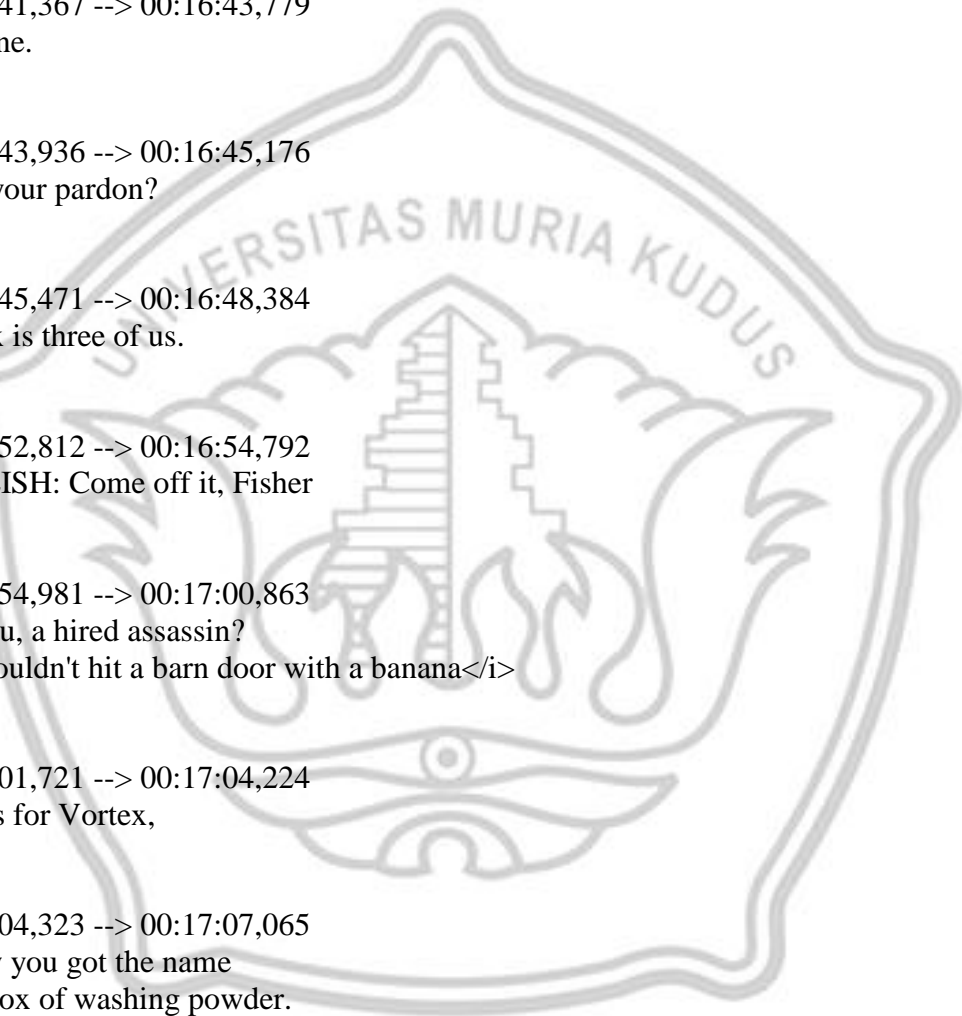 41,367 --> 00:16:43,779
ne.
43,936 --> 00:16:45,176
your pardon?
45,471 --> 00:16:48,384
is three of us.
52,812 --> 00:16:54,792
ISH: Come off it, Fisher
54,981 --> 00:17:00,863
u, a hired assassin?
ouldn't hit a barn door with a banana</i>
01,721 --> 00:17:04,224
s for Vortex,
04,323 --> 00:17:07,065
you got the name
ox of washing powder.
UNIVERSITAS MURIA KUDUS